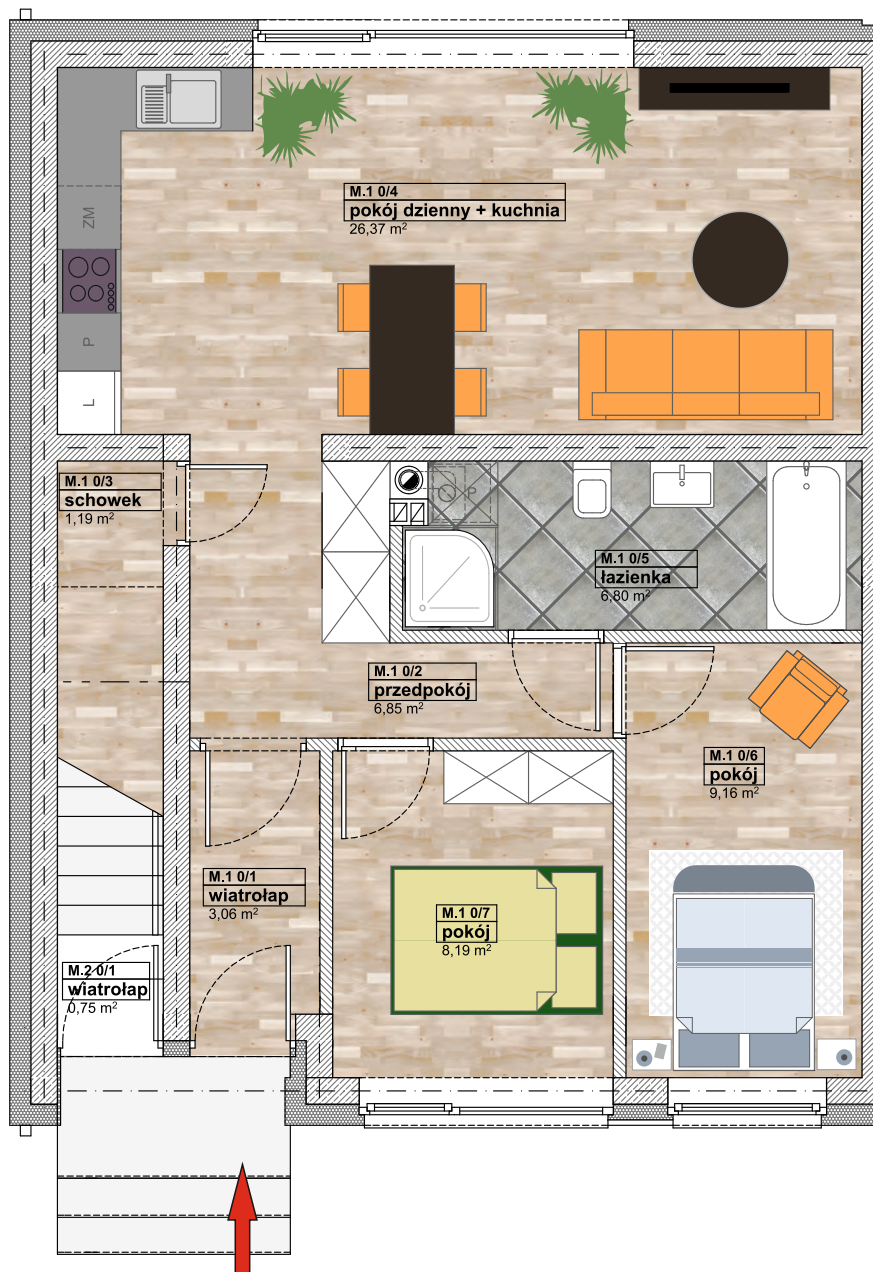 M.1 0/4
pokój dzienny + kuchnia
26,37 m²
ZM
P
L
M.1 0/3
schowek
1,19 m²
P
M.1 0/5
łazienka
6,80 m²
M.1 0/2
przedpokój
6,85 m²
M.1 0/6
pokój
9,16 m²
M.1 0/1
wiatrołap
3,06 m²
M.1 0/7
pokój
8,19 m²
M.2 0/1
wiatrołap
0,75 m²